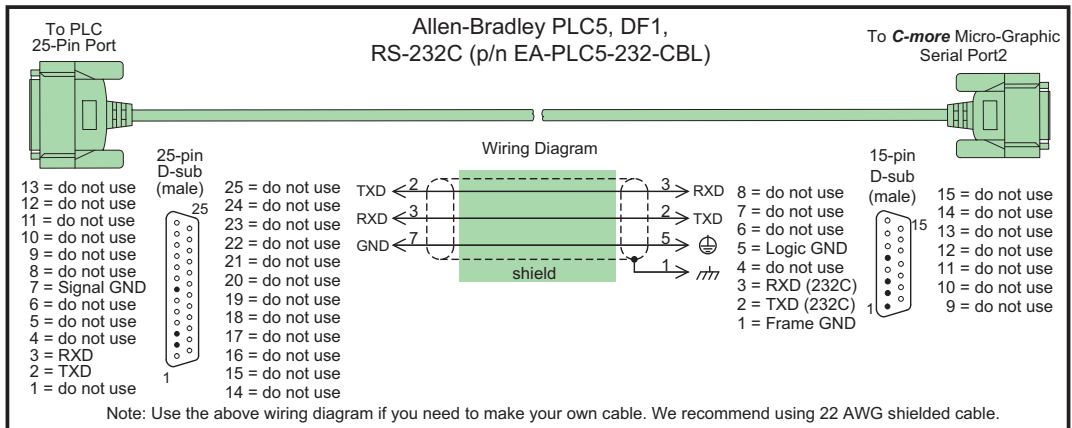 To PLC
25-Pin Port
Allen-Bradley PLC5, DF1,
RS-232C (p/n EA-PLC5-232-CBL)
To C-more Micro-Graphic
Serial Port2
25-pin
D-sub
(male)
13 = do not use
12 = do not use
11 = do not use
10 = do not use
9 = do not use
8 = do not use
7 = Signal GND
6 = do not use
5 = do not use
4 = do not use
3 = RXD
2 = TXD
1 = do not use
25
1
25 = do not use
24 = do not use
23 = do not use
22 = do not use
21 = do not use
20 = do not use
19 = do not use
18 = do not use
17 = do not use
16 = do not use
15 = do not use
14 = do not use
Wiring Diagram
TXD 2 3 RXD
RXD 3 2 TXD
GND 7 5
1
shield
8 = do not use
7 = do not use
6 = do not use
5 = Logic GND
4 = do not use
3 = RXD (232C)
2 = TXD (232C)
1 = Frame GND
15-pin
D-sub
(male)
15
1
15 = do not use
14 = do not use
13 = do not use
12 = do not use
11 = do not use
10 = do not use
9 = do not use
Note: Use the above wiring diagram if you need to make your own cable. We recommend using 22 AWG shielded cable.